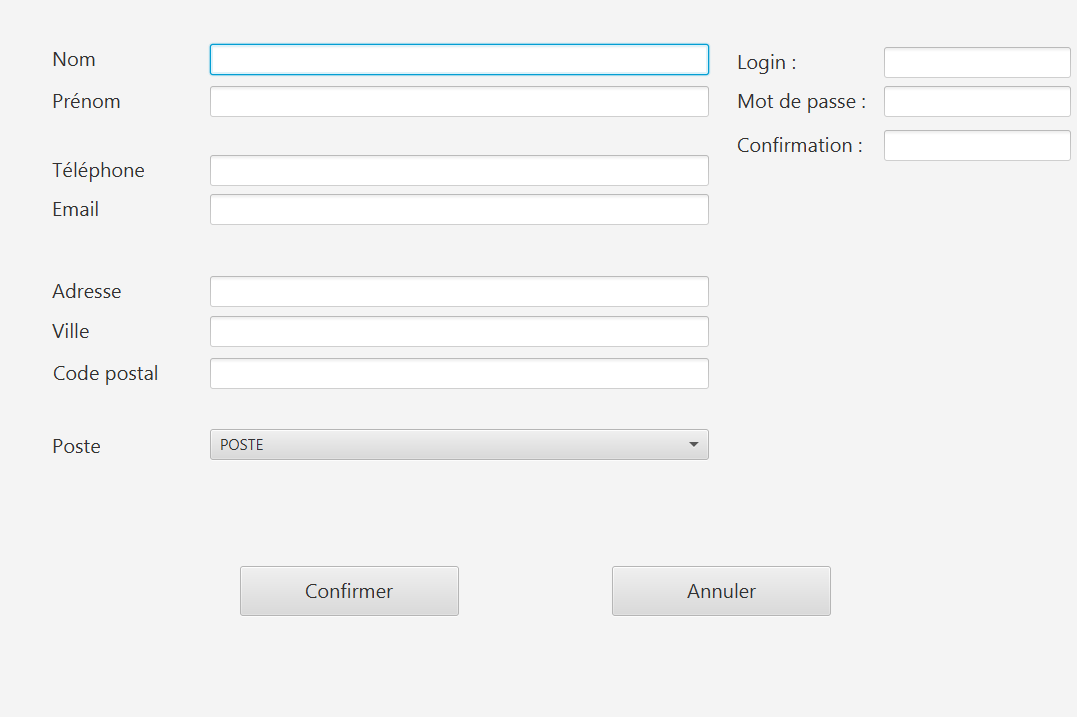 Nom
Prénom
Téléphone
Email
Adresse
Ville
Code postal
Poste
POSTE
Login :
Mot de passe :
Confirmation :
Confirmer
Annuler